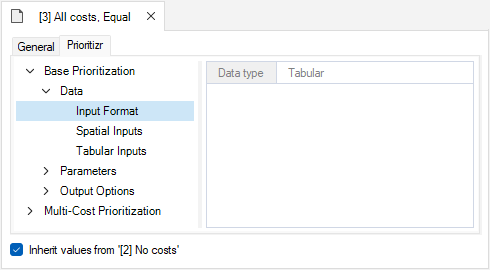 [3] All costs, Equal
General
Prioritizr
Base Prioritization
Data type
Tabular
Data
Input Format
Spatial Inputs
Tabular Inputs
Parameters
Output Options
Multi-Cost Prioritization
Inherit values from '[2] No costs'